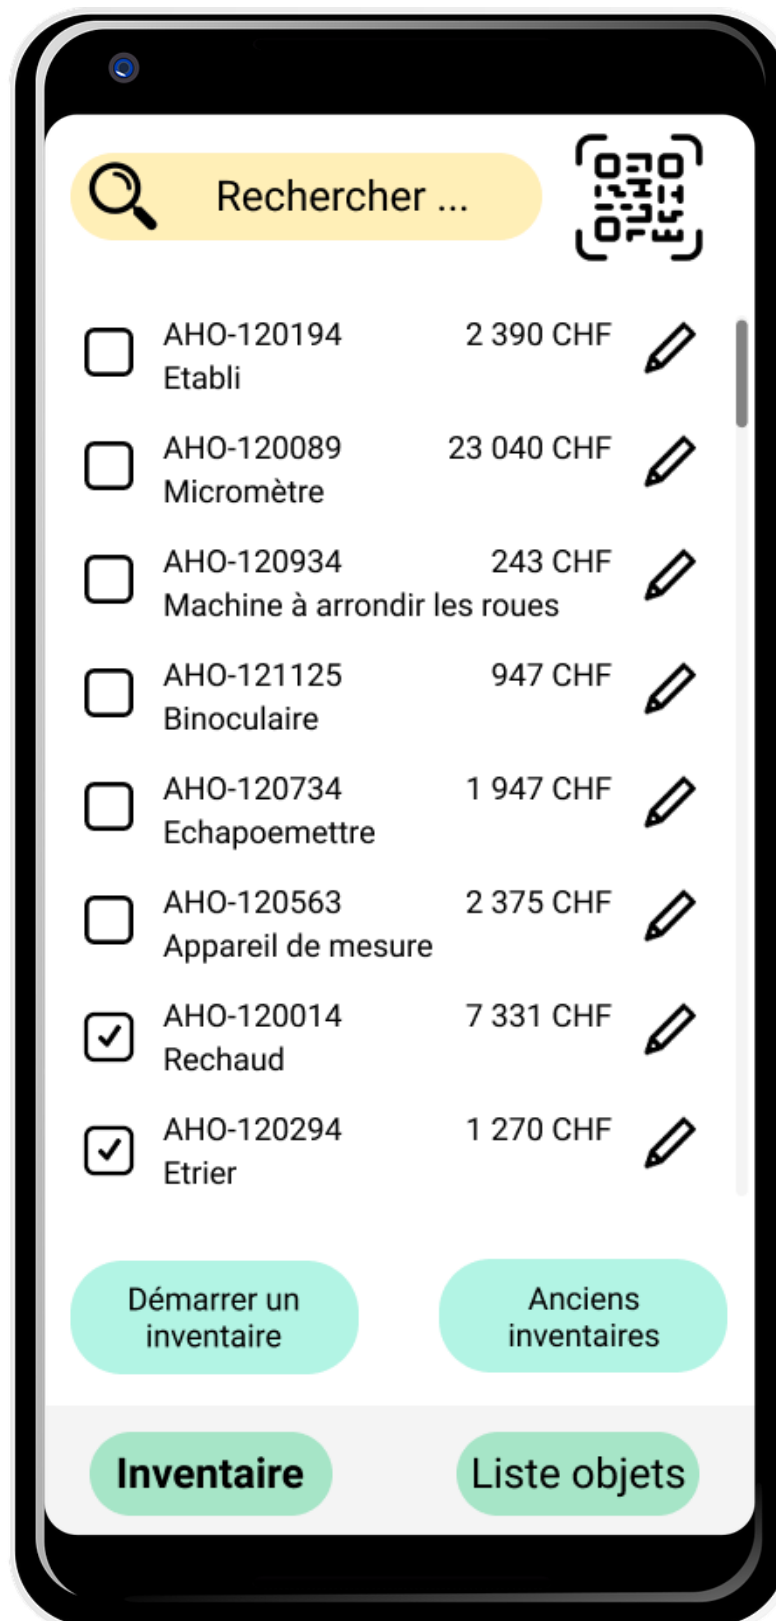 Rechercher ...
AHO-120194 2 390 CHF
Etabli
AHO-120089 23 040 CHF
Micromètre
AHO-120934 243 CHF
Machine à arrondir les roues
AHO-121125 947 CHF
Binoculaire
AHO-120734 1 947 CHF
Echapoemettre
AHO-120563 2 375 CHF
Appareil de mesure
AHO-120014 7 331 CHF
Rechaud
AHO-120294 1 270 CHF
Etrier
Démarrer un
inventaire
Anciens
inventaires
Inventaire
Liste objets